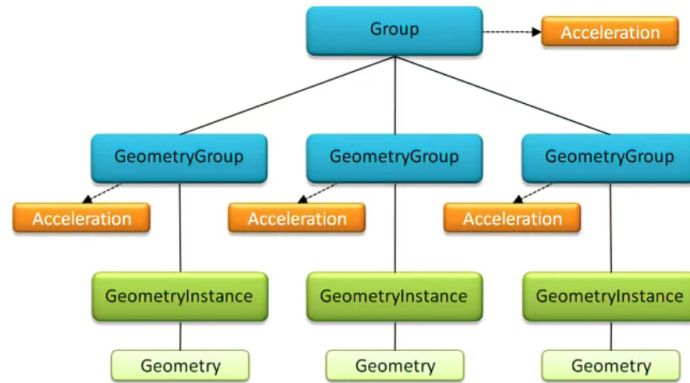 Group
Acceleration
GeometryGroup
GeometryGroup
GeometryGroup
Acceleration
Acceleration
Acceleration
GeometryInstance
GeometryInstance
GeometryInstance
Geometry
Geometry
Geometry